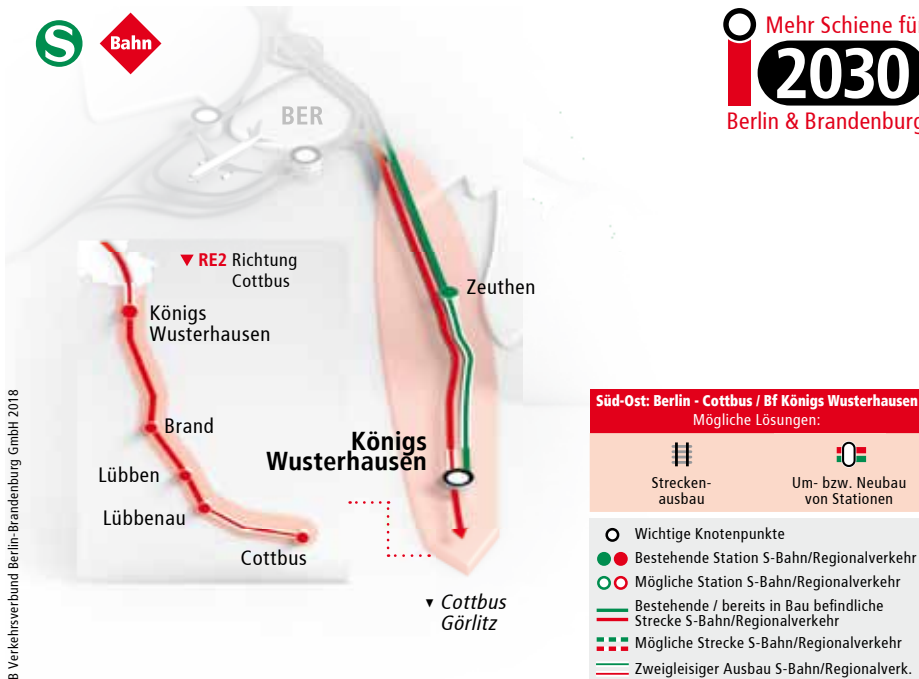 S
Bahn
Mehr Schiene für
i
2030
Berlin & Brandenburg
BER
▼ RE2 Richtung
Cottbus
Königs
Wusterhausen
Brand
Lübben
Lübbenau
Cottbus
Zeuthen
Königs
Wusterhausen
▼ Cottbus
Görlitz
Süd-Ost: Berlin - Cottbus / Bf Königs Wusterhausen
Mögliche Lösungen:
Strecken-
ausbau
Um- bzw. Neubau
von Stationen
Wichtige Knotenpunkte
Bestehende Station S-Bahn/Regionalverkehr
Mögliche Station S-Bahn/Regionalverkehr
Bestehende / bereits in Bau befindliche
Strecke S-Bahn/Regionalverkehr
Mögliche Strecke S-Bahn/Regionalverkehr
Zweigleisiger Ausbau S-Bahn/Regionalverk.
B Verkehrsverbund Berlin-Brandenburg GmbH 2018